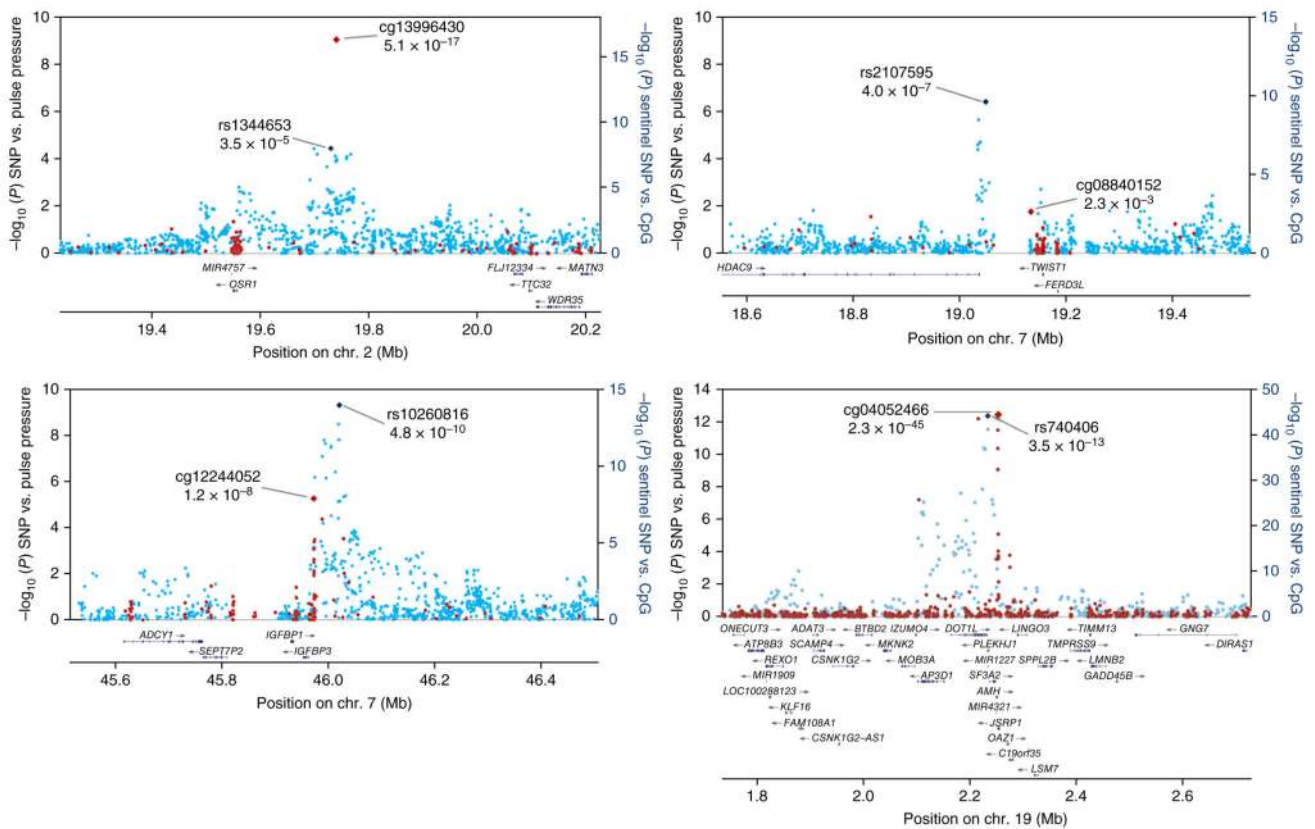 −log10 (P) SNP vs. pulse pressure
10
8
6
4
2
0
cg13996430
5.1 × 10−17
rs1344653
3.5 × 10−5
15
10
5
0
−log10 (P) sentinel SNP vs. CpG
MIR4757
OSR1
FLJ12334
MATN3
TTC32
WDR35
19.4 19.6 19.8 20.0 20.2
Position on chr. 2 (Mb)
−log10 (P) SNP vs. pulse pressure
10
8
6
4
2
0
rs2107595
4.0 × 10−7
cg08840152
2.3 × 10−3
15
10
5
0
−log10 (P) sentinel SNP vs. CpG
HDAC9
TWIST1
FERD3L
18.6 18.8 19.0 19.2 19.4
Position on chr. 7 (Mb)
−log10 (P) SNP vs. pulse pressure
10
8
6
4
2
0
rs10260816
4.8 × 10−10
cg12244052
1.2 × 10−8
15
10
5
0
−log10 (P) sentinel SNP vs. CpG
ADCY1
IGFBP1
SEPT7P2
IGFBP3
45.6 45.8 46.0 46.2 46.4
Position on chr. 7 (Mb)
−log10 (P) SNP vs. pulse pressure
14
12
10
8
6
4
2
0
cg04052466
2.3 × 10−45
rs740406
3.5 × 10−13
50
40
30
20
10
0
−log10 (P) sentinel SNP vs. CpG
ONECUT3 ADAT3 BTBD2 IZUMO4 DOT1L LINGO3 TIMM13 GNG7
ATP8B3 SCAMP4 MKNK2 PLEKHJ1 TMPRSS9 DIRAS1
REXO1 CSNK1G2 MOB3A MIR1227 SPPL2B LMNB2
MIR1909 AP3D1 SF3A2 GADD45B
LOC100288123 AMH
KLF16 MIR4321
FAM108A1 JSRP1
CSNK1G2−AS1 OAZ1
C19orf35
LSM7
1.8 2.0 2.2 2.4 2.6
Position on chr. 19 (Mb)